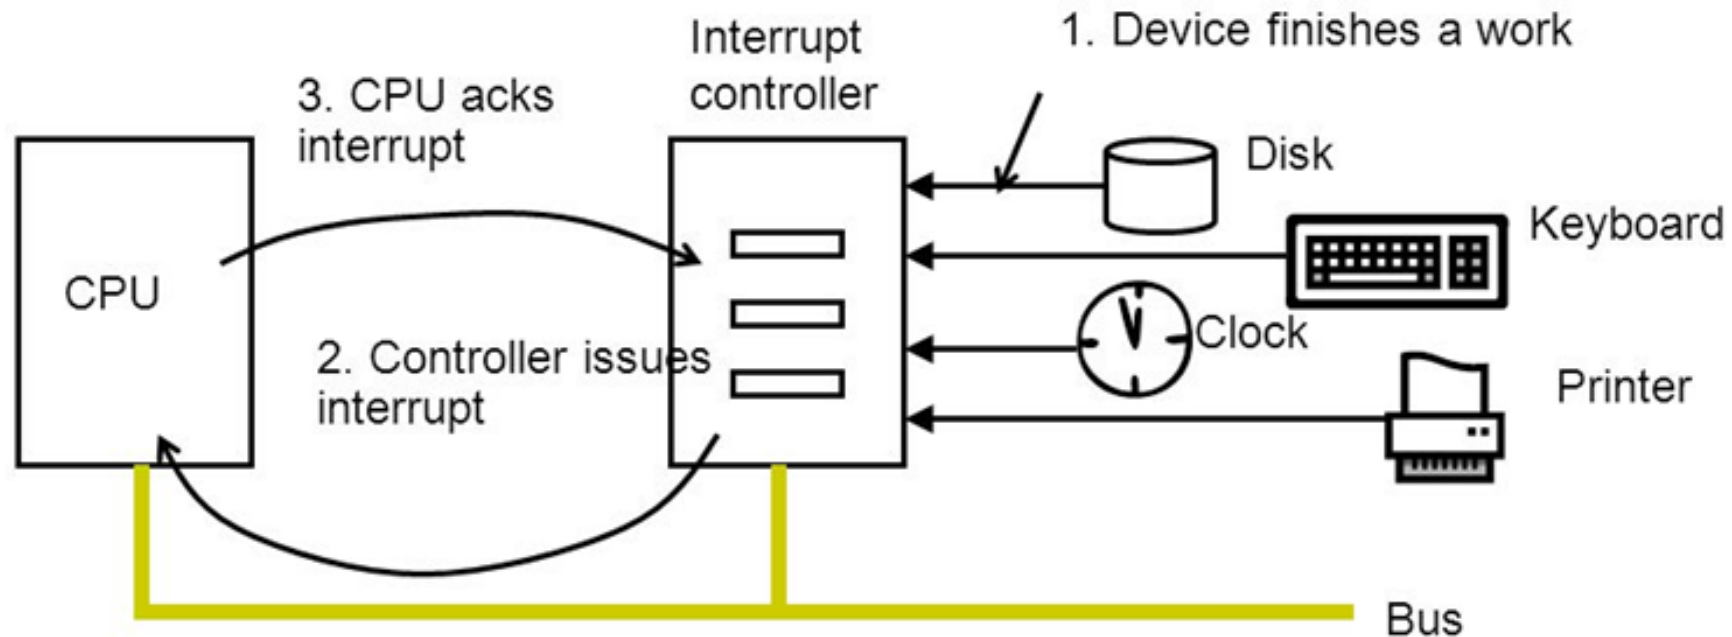 Interrupt
controller
1. Device finishes a work
3. CPU acks
interrupt
Disk
Keyboard
CPU
Clock
2. Controller issues
interrupt
Printer
Bus